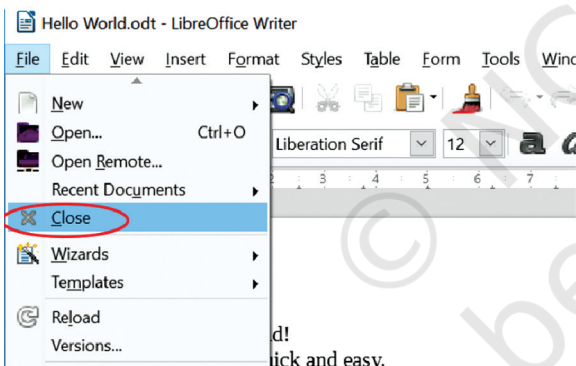 Hello World.odt - LibreOffice Writer
File Edit View Insert Format Styles Table Form Tools
New
Open... Ctrl+O
Liberation Serif 12 a
Open Remote...
Recent Documents
2 3 4 5 6 7
Close
Wizards
Templates
Reload
d!
Versions...
ick and easy.
© N
be